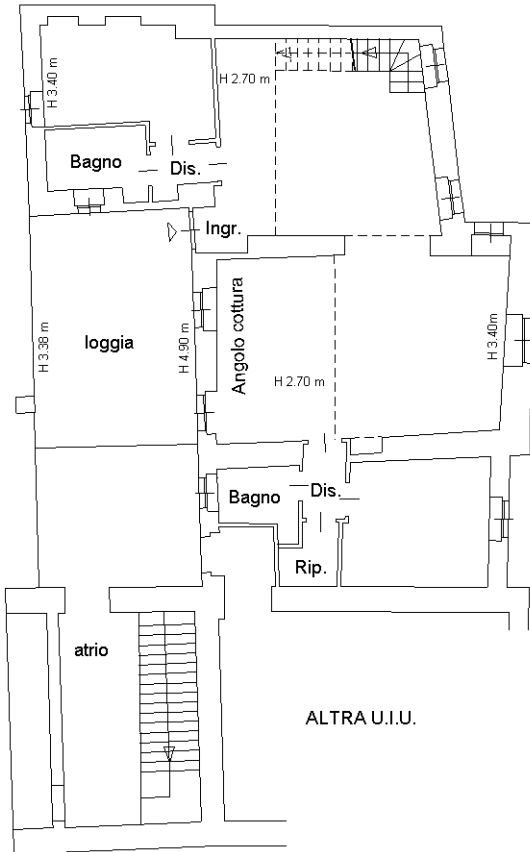 H 3.40 m
H 2.70 m
Bagno
Dis.
Ingr.
loggia
H 3.38 m
H 4.90 m
Angolo cottura
H 2.70 m
H 3.40m
Bagno
Dis.
Rip.
atrio
ALTRA U.I.U.